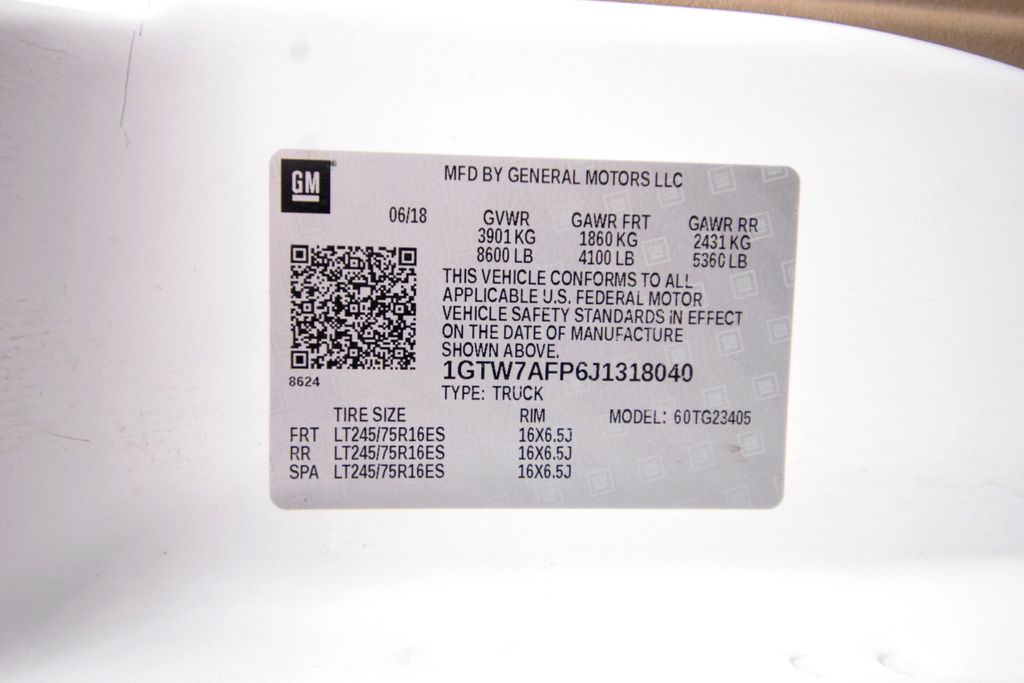 GM
MFD BY GENERAL MOTORS LLC
06/18 GVWR GAWR FRT GAWR RR
3901 KG 1860 KG 2431 KG
8600 LB 4100 LB 5360 LB
THIS VEHICLE CONFORMS TO ALL
APPLICABLE U.S. FEDERAL MOTOR
VEHICLE SAFETY STANDARDS IN EFFECT
ON THE DATE OF MANUFACTURE
SHOWN ABOVE.
8624
1GTW7AFP6J1318040
TYPE: TRUCK
TIRE SIZE RIM MODEL: 60TG23405
FRT LT245/75R16ES 16X6.5J
RR LT245/75R16ES 16X6.5J
SPA LT245/75R16ES 16X6.5J